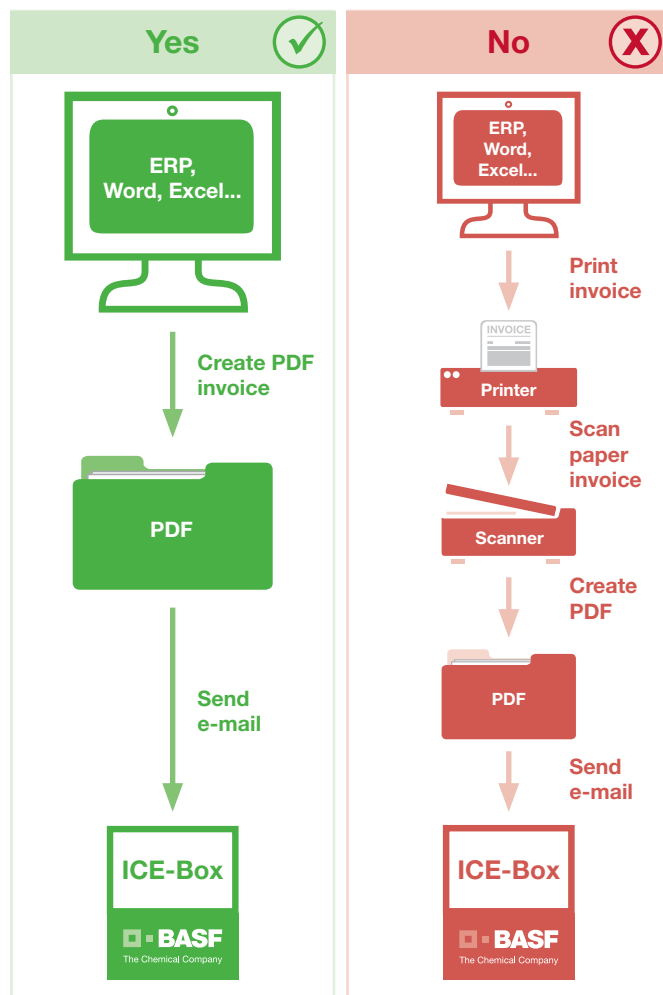 Yes
ERP,
Word, Excel...
Create PDF
invoice
PDF
Send
e-mail
ICE-Box
BASF
The Chemical Company
No
X
ERP,
Word,
Excel...
Print
invoice
INVOICE
Printer
Scan
paper
invoice
Scanner
Create
PDF
PDF
Send
e-mail
ICE-Box
BASF
The Chemical Company